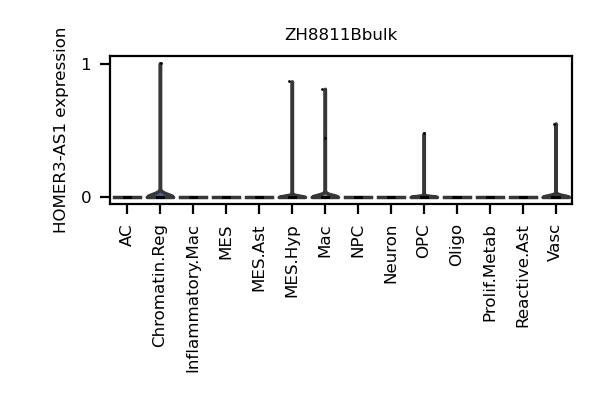 ZH8811Bbulk
HOMER3-AS1 expression
1
0
AC
Chromatin.Reg
Inflammatory.Mac
MES
MES.Ast
MES.Hyp
Mac
NPC
Neuron
OPC
Oligo
Prolif.Metab
Reactive.Ast
Vasc